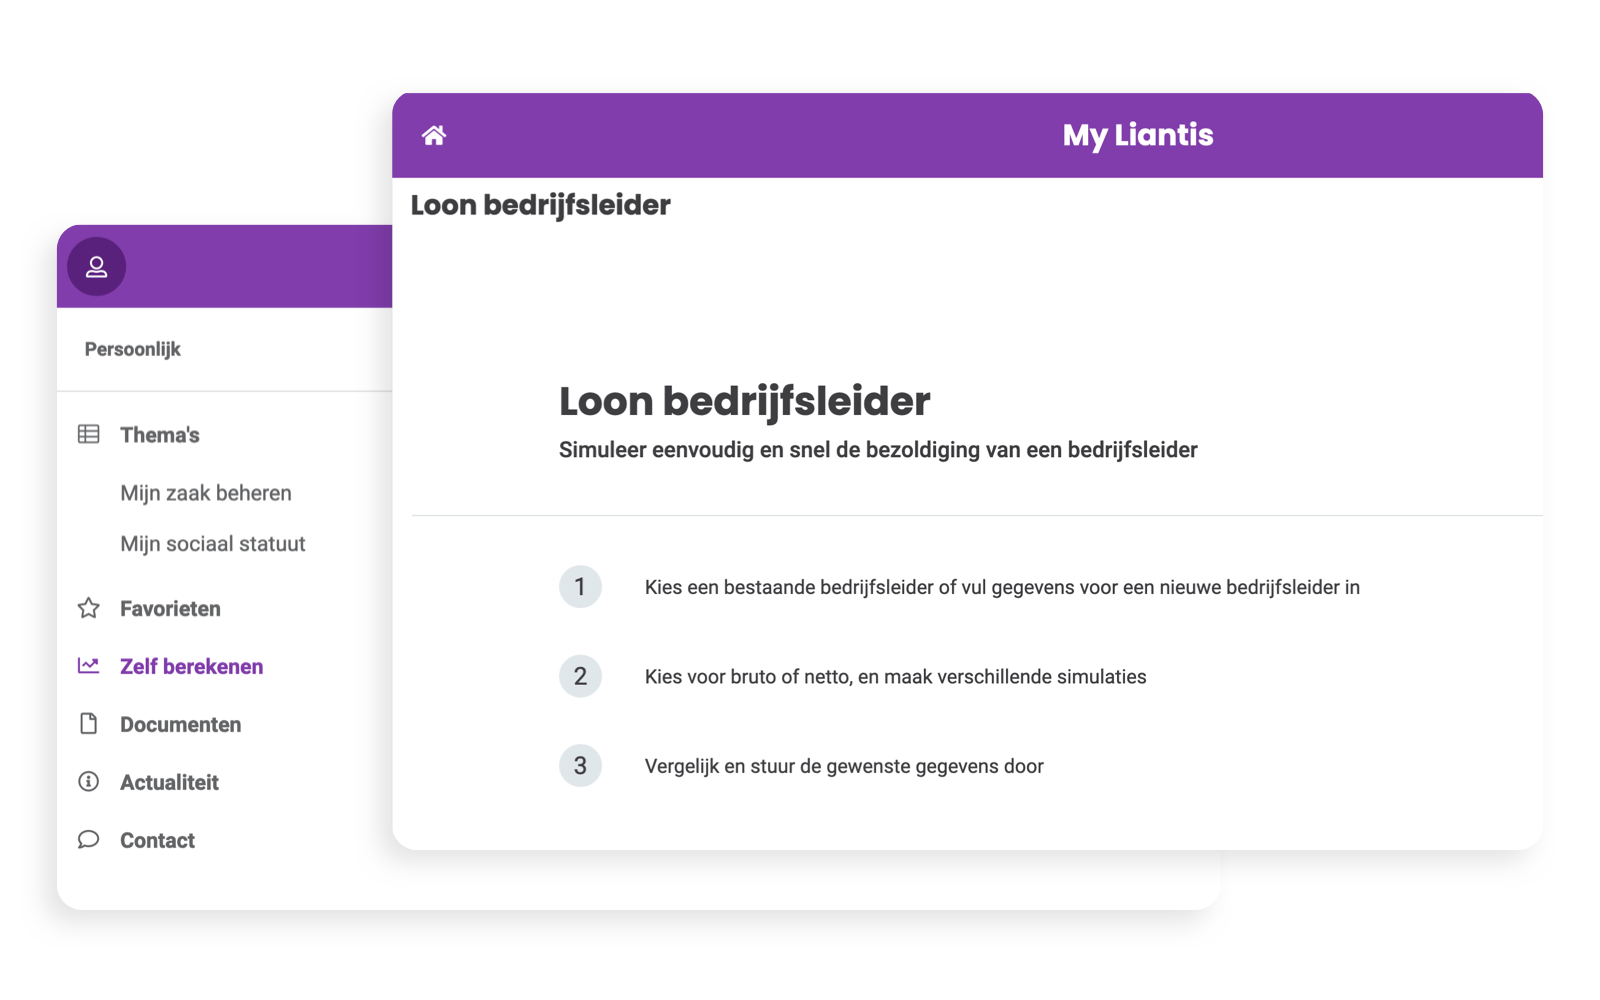 My Liantis
Loon bedrijfsleider
Loon bedrijfsleider
Simuleer eenvoudig en snel de bezoldiging van een bedrijfsleider
1 Kies een bestaande bedrijfsleider of vul gegevens voor een nieuwe bedrijfsleider in
2 Kies voor bruto of netto, en maak verschillende simulaties
3 Vergelijk en stuur de gewenste gegevens door
Persoonlijk
Thema's
Mijn zaak beheren
Mijn sociaal statuut
Favorieten
Zelf berekenen
Documenten
Actualiteit
Contact